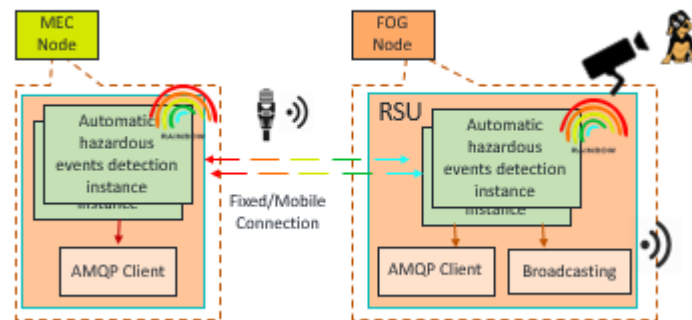 MEC
Node
FOG
Node
RSU
Automatic
hazardous
events detection
instance
instance
RAINBOW
AMQP Client
Fixed/Mobile
Connection
Automatic
hazardous
events detection
instance
instance
RAINBOW
AMQP Client
Broadcasting